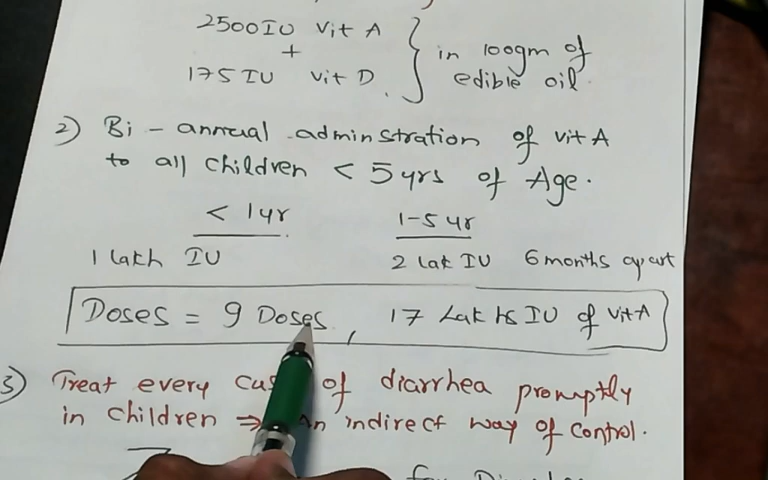 2500IU Vit A
+
175 IU Vit D.
in 100gm of
edible oil.
2) Bi-annual adminstration of vit A
to all children < 5 yrs of Age.
< 1yr
1-5 yr
1 lakh IU
2 lak IU 6 months apart
Doses = 9 Doses, 17 Lakhs IU of vit A
3) Treat every of diarrhea promptly
in children ⇒ an indirect way of control.